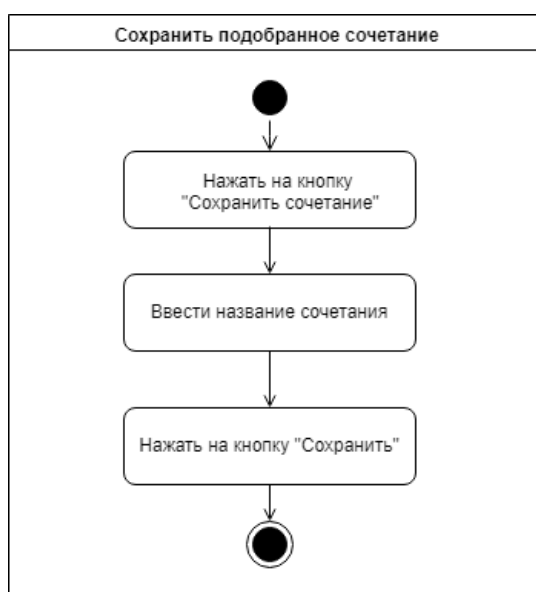 Сохранить подобранное сочетание
Нажать на кнопку
"Сохранить сочетание"
Ввести название сочетания
Нажать на кнопку "Сохранить"